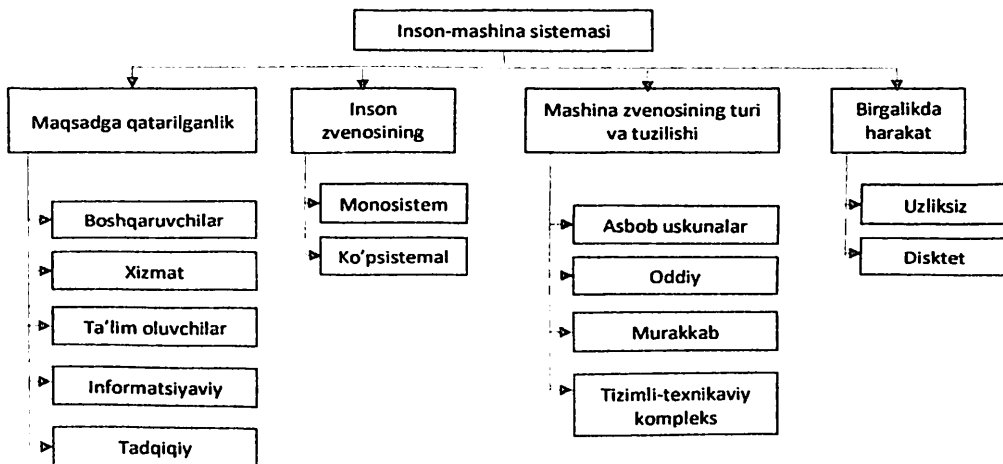 Inson-mashina sistemasi
Maqsadga qatarilganlik
Inson
zvenosining
Mashina zvenosining turi
va tuzilishi
Birgalikda
harakat
Boshqaruvchilar
Xizmat
Ta'lim oluvchilar
Informatsiyaviy
Tadqiqiy
Monosistem
Ko'psistemal
Asbob uskunalar
Oddiy
Murakkab
Tizimli-texnikaviy
kompleks
Uzliksiz
Disktet